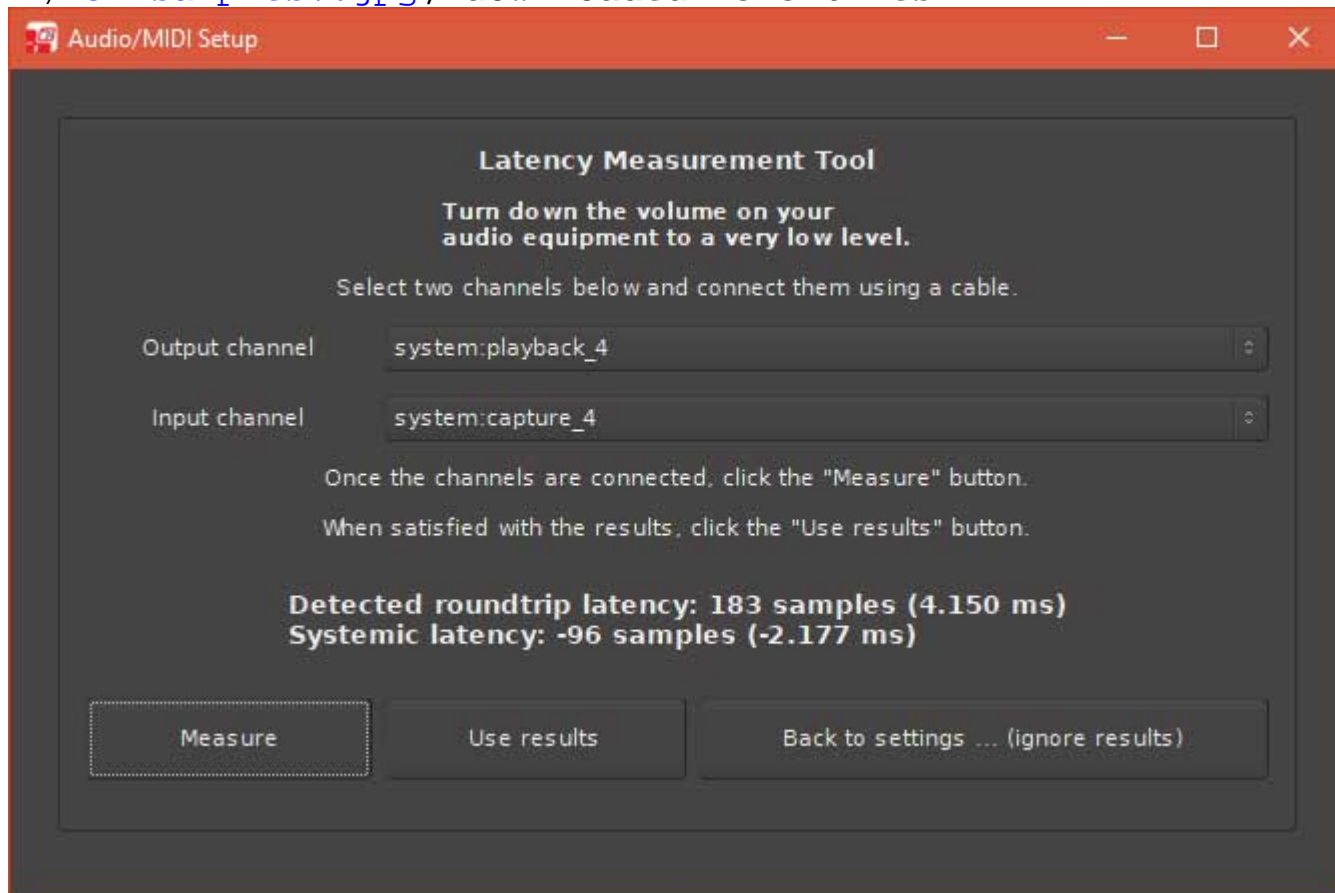 Audio/MIDI Setup
Latency Measurement Tool
Turn down the volume on your
audio equipment to a very low level.
Select two channels below and connect them using a cable.
Output channel
system:playback_4
Input channel
system:capture_4
Once the channels are connected, click the "Measure" button.
When satisfied with the results, click the "Use results" button.
Detected roundtrip latency: 183 samples (4.150 ms)
Systemic latency: -96 samples (-2.177 ms)
Measure
Use results
Back to settings ... (ignore results)